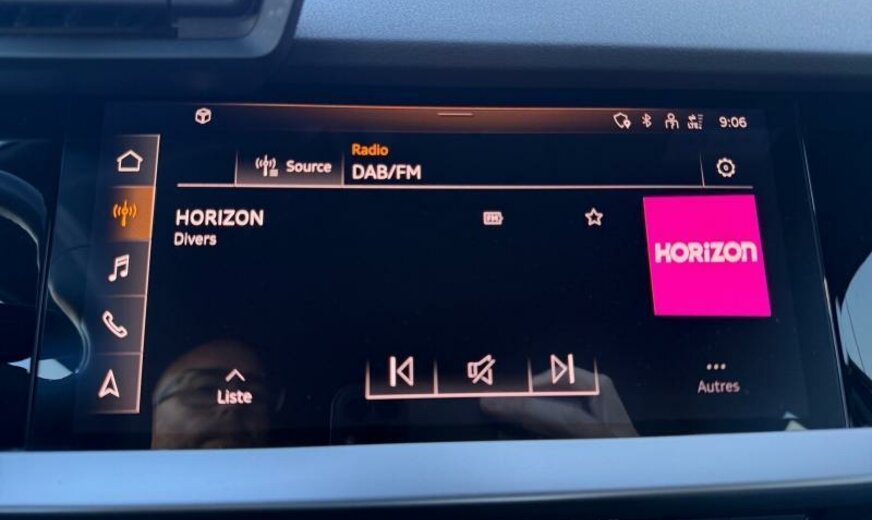 9:06
Source
Radio
DAB/FM
HORIZON
Divers
FM
HORiZON
Liste
Autres